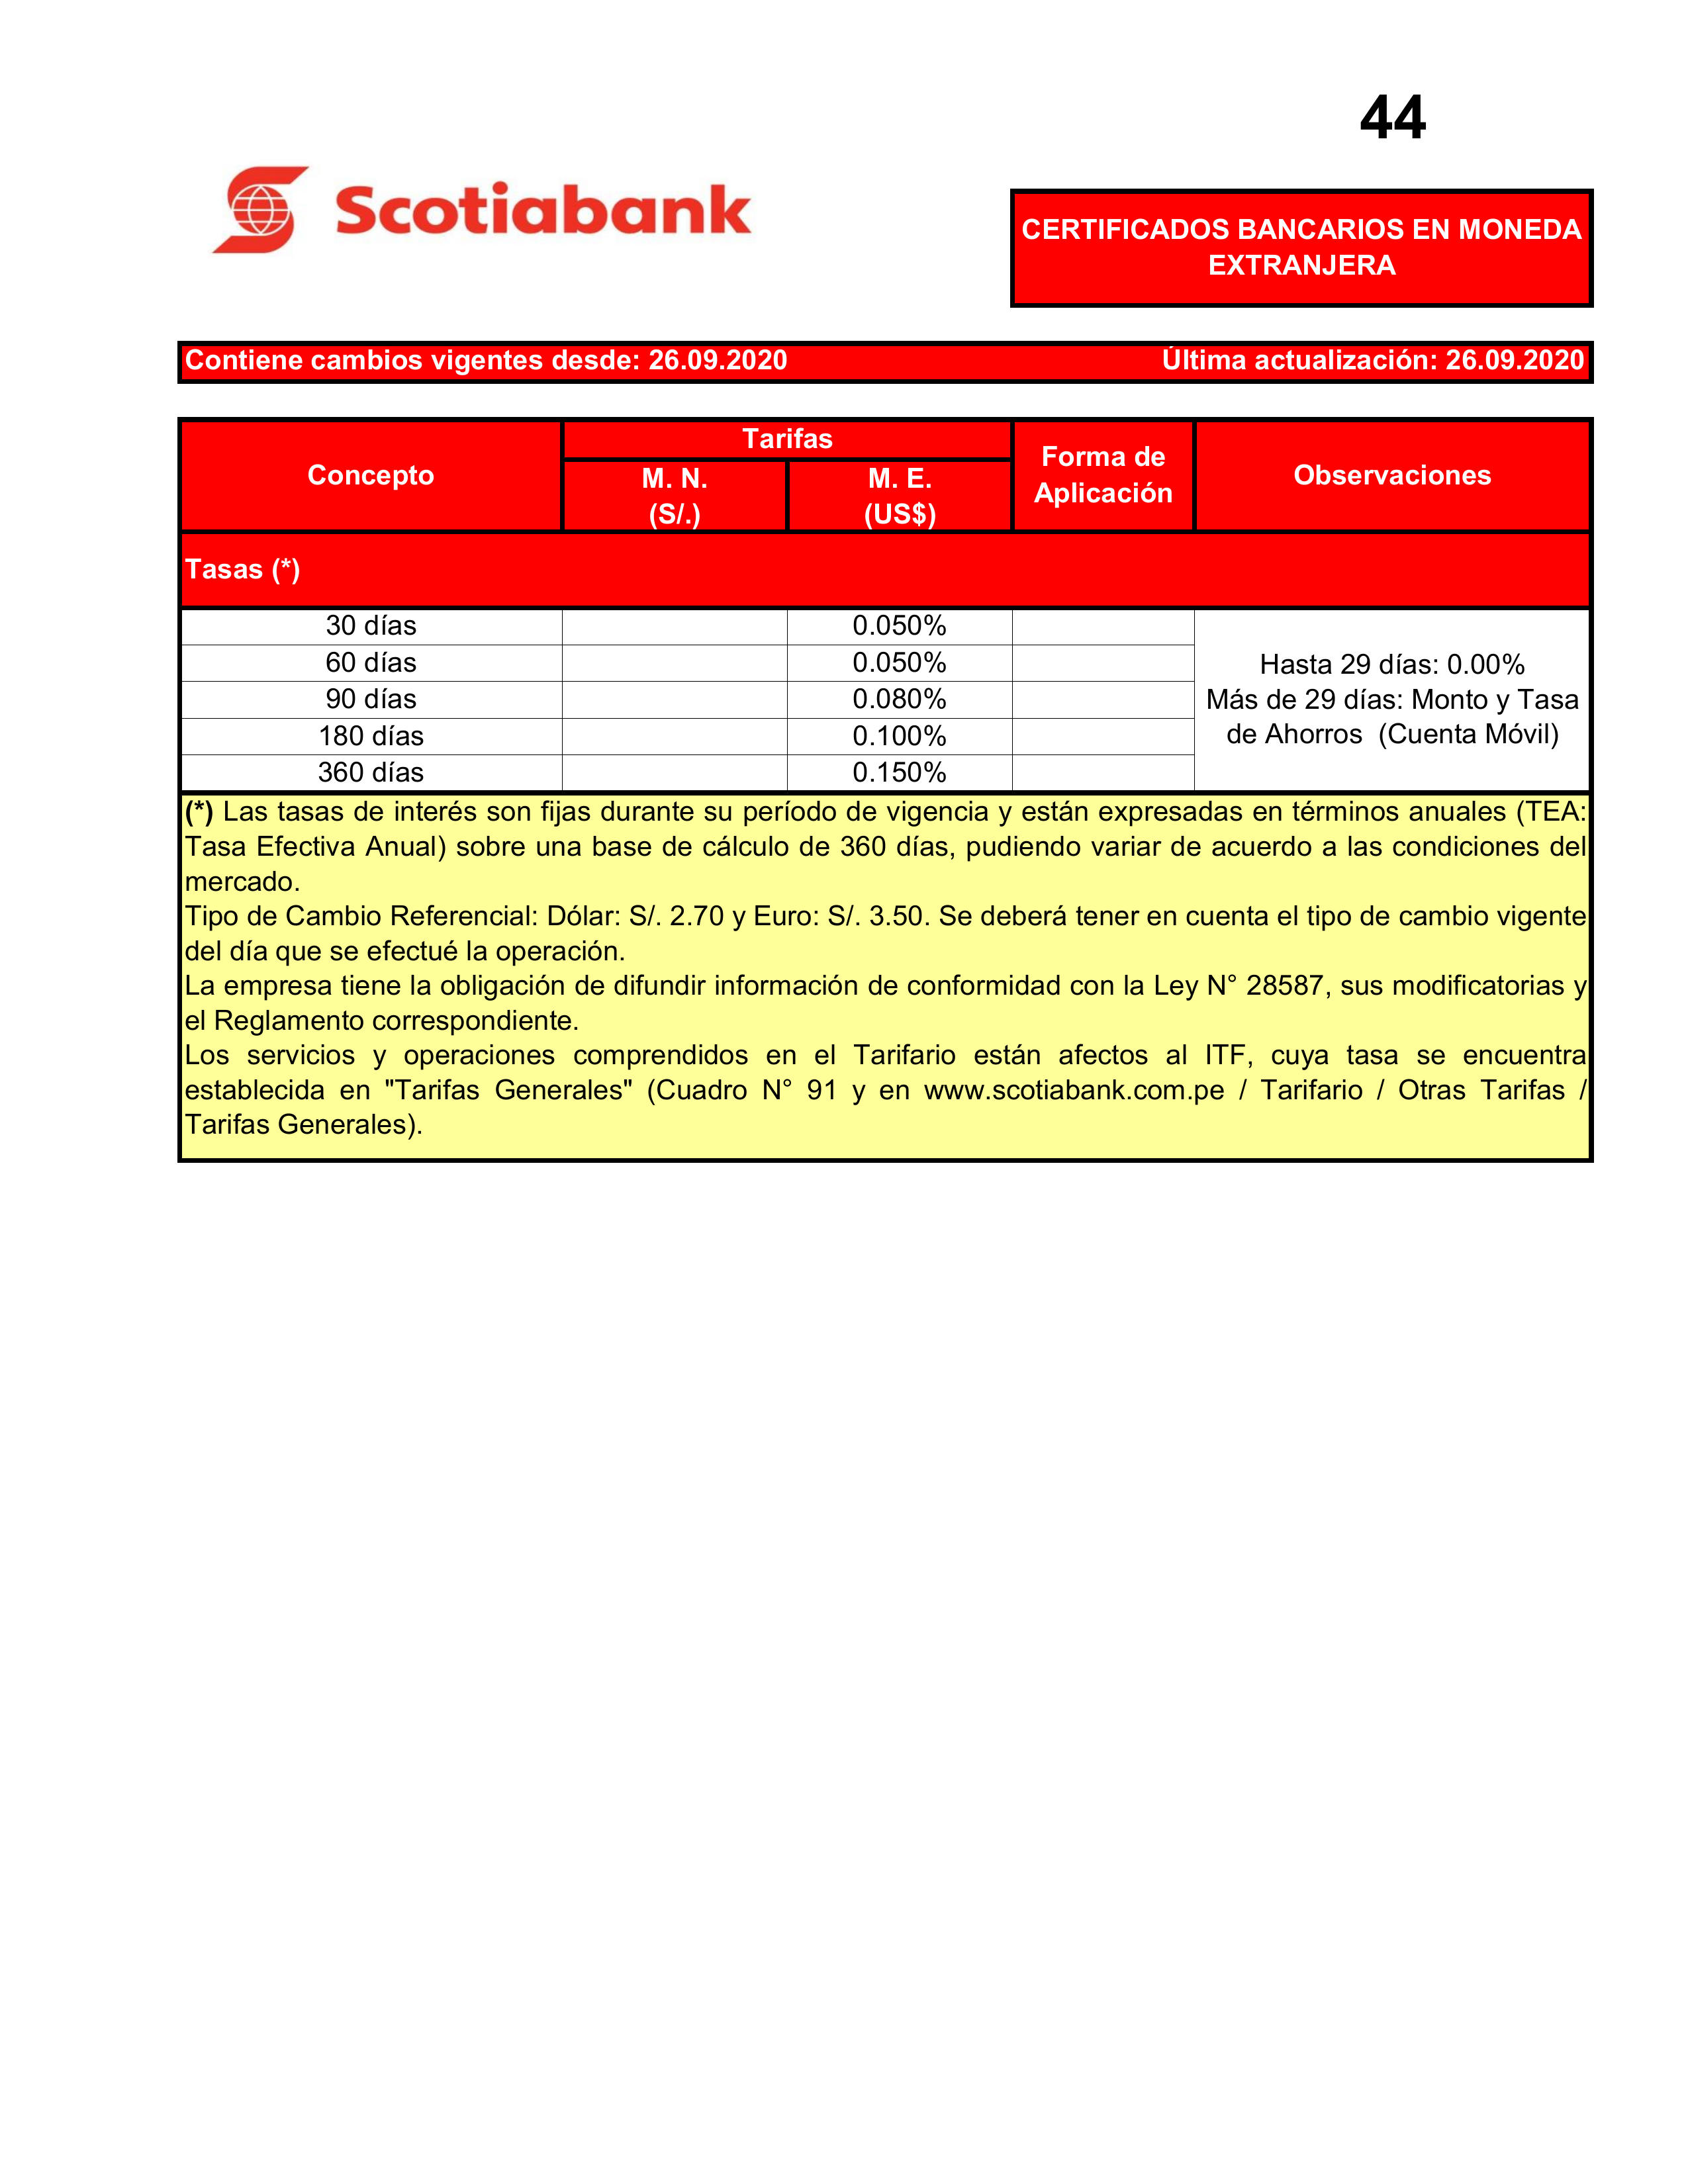 44
Scotiabank
CERTIFICADOS BANCARIOS EN MONEDA
EXTRANJERA
Contiene cambios vigentes desde: 26.09.2020 Última actualización: 26.09.2020
Concepto
Tarifas
M. N.
(S/.)
M. E.
(US$)
Forma de
Aplicación
Observaciones
Tasas (*)
30 días 0.050%
60 días 0.050%
90 días 0.080%
180 días 0.100%
360 días 0.150%
Hasta 29 días: 0.00%
Más de 29 días: Monto y Tasa
de Ahorros  (Cuenta Móvil)
(*) Las tasas de interés son fijas durante su período de vigencia y están expresadas en términos anuales (TEA:
Tasa Efectiva Anual) sobre una base de cálculo de 360 días, pudiendo variar de acuerdo a las condiciones del
mercado.
Tipo de Cambio Referencial: Dólar: S/. 2.70 y Euro: S/. 3.50. Se deberá tener en cuenta el tipo de cambio vigente
del día que se efectué la operación.
La empresa tiene la obligación de difundir información de conformidad con la Ley N° 28587, sus modificatorias y
el Reglamento correspondiente.
Los servicios y operaciones comprendidos en el Tarifario están afectos al ITF, cuya tasa se encuentra
establecida en "Tarifas Generales" (Cuadro N° 91 y en www.scotiabank.com.pe / Tarifario / Otras Tarifas /
Tarifas Generales).